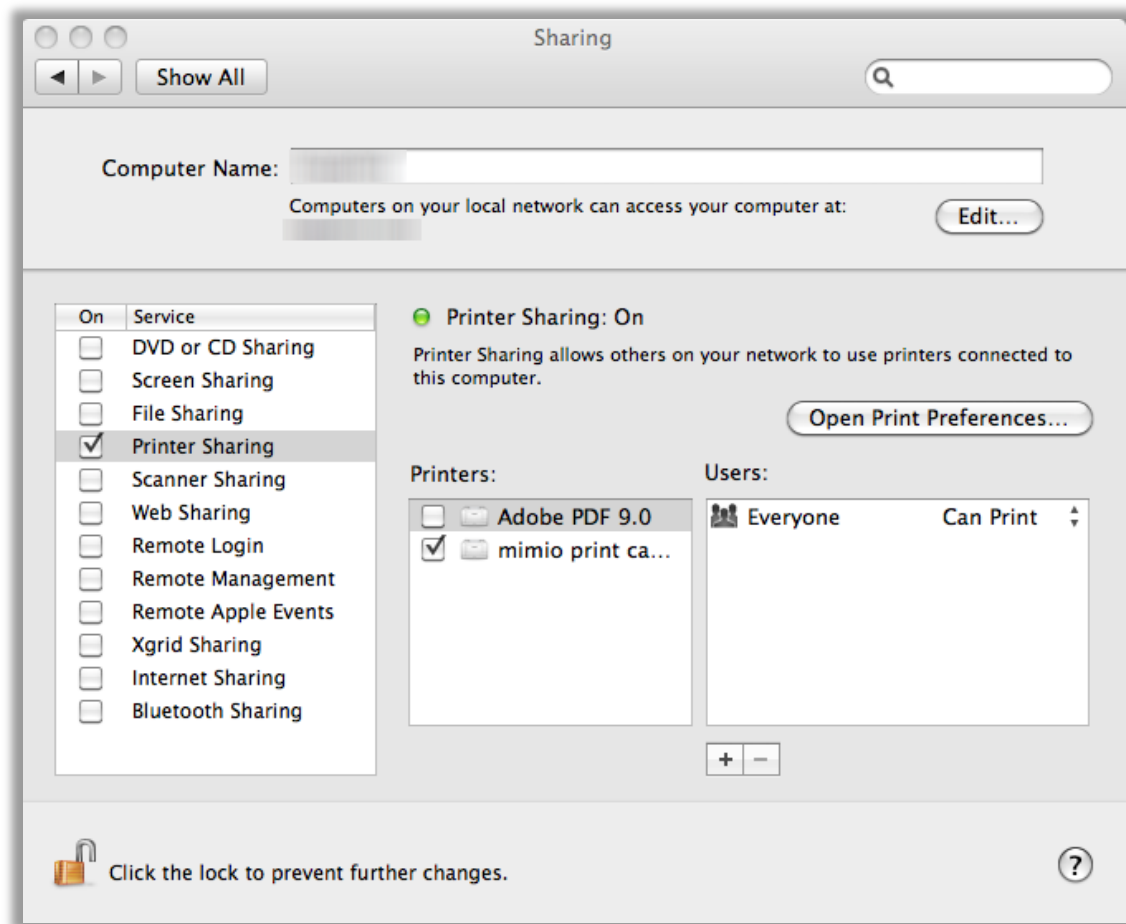 Sharing
Show All
Computer Name:
Computers on your local network can access your computer at:
Edit...
On Service
DVD or CD Sharing
Screen Sharing
File Sharing
Printer Sharing
Scanner Sharing
Web Sharing
Remote Login
Remote Management
Remote Apple Events
Xgrid Sharing
Internet Sharing
Bluetooth Sharing
Printer Sharing: On
Printer Sharing allows others on your network to use printers connected to
this computer.
Open Print Preferences...
Printers:
Adobe PDF 9.0
mimio print ca...
Users:
Everyone Can Print
+ −
Click the lock to prevent further changes.
?